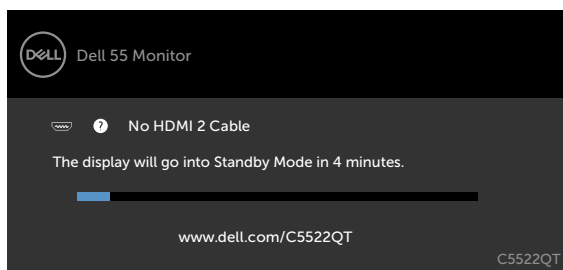 DELL
Dell 55 Monitor
? No HDMI 2 Cable
The display will go into Standby Mode in 4 minutes.
www.dell.com/C5522QT
C5522QT